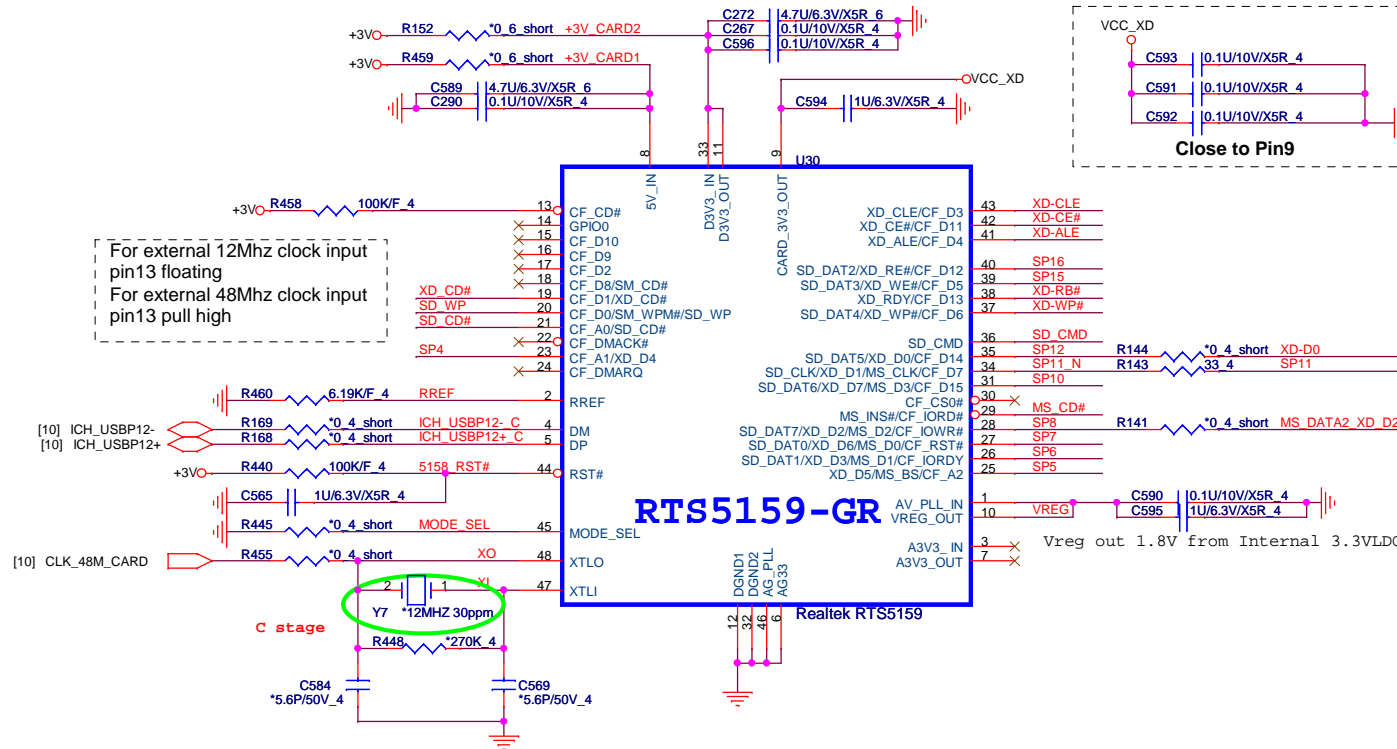 C272 4.7U/6.3V/X5R_6
+3V R152 *0_6_short +3V_CARD2 C267 0.1U/10V/X5R_4
C596 0.1U/10V/X5R_4
+3V R459 *0_6_short +3V_CARD1
C589 4.7U/6.3V/X5R_6
C290 0.1U/10V/X5R_4
VCC_XD
C594 1U/6.3V/X5R_4
VCC_XD
C593 0.1U/10V/X5R_4
C591 0.1U/10V/X5R_4
C592 0.1U/10V/X5R_4
Close to Pin9
8 33 11 9 U30
5V_IN D3V3_IN D3V3_OUT CARD_3V3_OUT
+3V R458 100K/F_4 13 CF_CD#
14 GPIO0
15 CF_D10
16 CF_D9
17 CF_D2
18 CF_D8/SM_CD#
XD_CD# 19 CF_D1/XD_CD#
SD_WP 20 CF_D0/SM_WPM#/SD_WP
SD_CD# 21 CF_A0/SD_CD#
22 CF_DMACK#
SP4 23 CF_A1/XD_D4
24 CF_DMARQ
For external 12Mhz clock input
pin13 floating
For external 48Mhz clock input
pin13 pull high
R460 6.19K/F_4 RREF 2 RREF
[10] ICH_USBP12- R169 *0_4_short ICH_USBP12-_C 4 DM
[10] ICH_USBP12+ R168 *0_4_short ICH_USBP12+_C 5 DP
+3V R440 100K/F_4 5158_RST# 44 RST#
C565 1U/6.3V/X5R_4
R445 *0_4_short MODE_SEL 45 MODE_SEL
[10] CLK_48M_CARD R455 *0_4_short XO 48 XTLO
2 1 XI 47 XTLI
Y7 *12MHZ 30ppm
C stage
R448 *270K_4
C584
*5.6P/50V_4
C569
*5.6P/50V_4
XD_CLE/CF_D3 43 XD-CLE
XD_CE#/CF_D11 42 XD-CE#
XD_ALE/CF_D4 41 XD-ALE
SD_DAT2/XD_RE#/CF_D12 40 SP16
SD_DAT3/XD_WE#/CF_D5 39 SP15
XD_RDY/CF_D13 38 XD-RB#
SD_DAT4/XD_WP#/CF_D6 37 XD-WP#
SD_CMD 36 SD_CMD
SD_DAT5/XD_D0/CF_D14 35 SP12 R144 *0_4_short XD-D0
SD_CLK/XD_D1/MS_CLK/CF_D7 34 SP11_N R143 33_4 SP11
SD_DAT6/XD_D7/MS_D3/CF_D15 31 SP10
CF_CS0# 30
MS_INS#/CF_IORD# 29 MS_CD#
SD_DAT7/XD_D2/MS_D2/CF_IOWR# 28 SP8 R141 *0_4_short MS_DATA2_XD_D2
SD_DAT0/XD_D6/MS_D0/CF_RST# 27 SP7
SD_DAT1/XD_D3/MS_D1/CF_IORDY 26 SP6
XD_D5/MS_BS/CF_A2 25 SP5
RTS5159-GR
AV_PLL_IN 1 C590 0.1U/10V/X5R_4
VREG_OUT 10 VREG C595 1U/6.3V/X5R_4
Vreg out 1.8V from Internal 3.3VLDO
A3V3_IN 3
A3V3_OUT 7
DGND1 DGND2 AG_PLL AG33
12 32 46 6
Realtek RTS5159